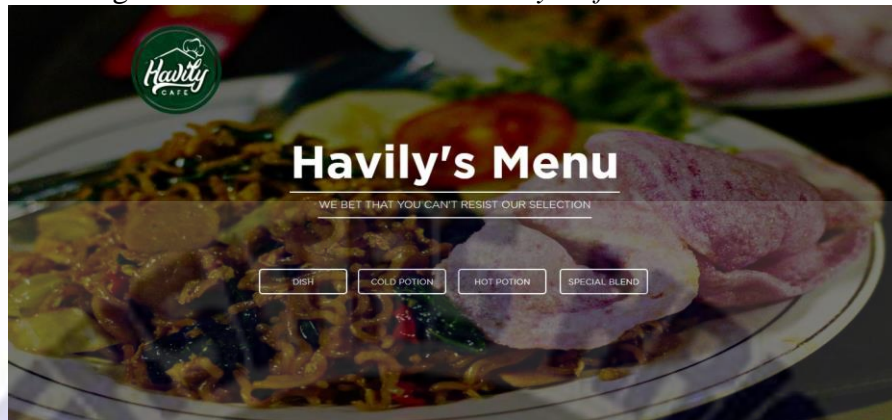 Havily
CAFE
Havily's Menu
WE BET THAT YOU CAN'T RESIST OUR SELECTION
DISH
COLD POTION
HOT POTION
SPECIAL BLEND